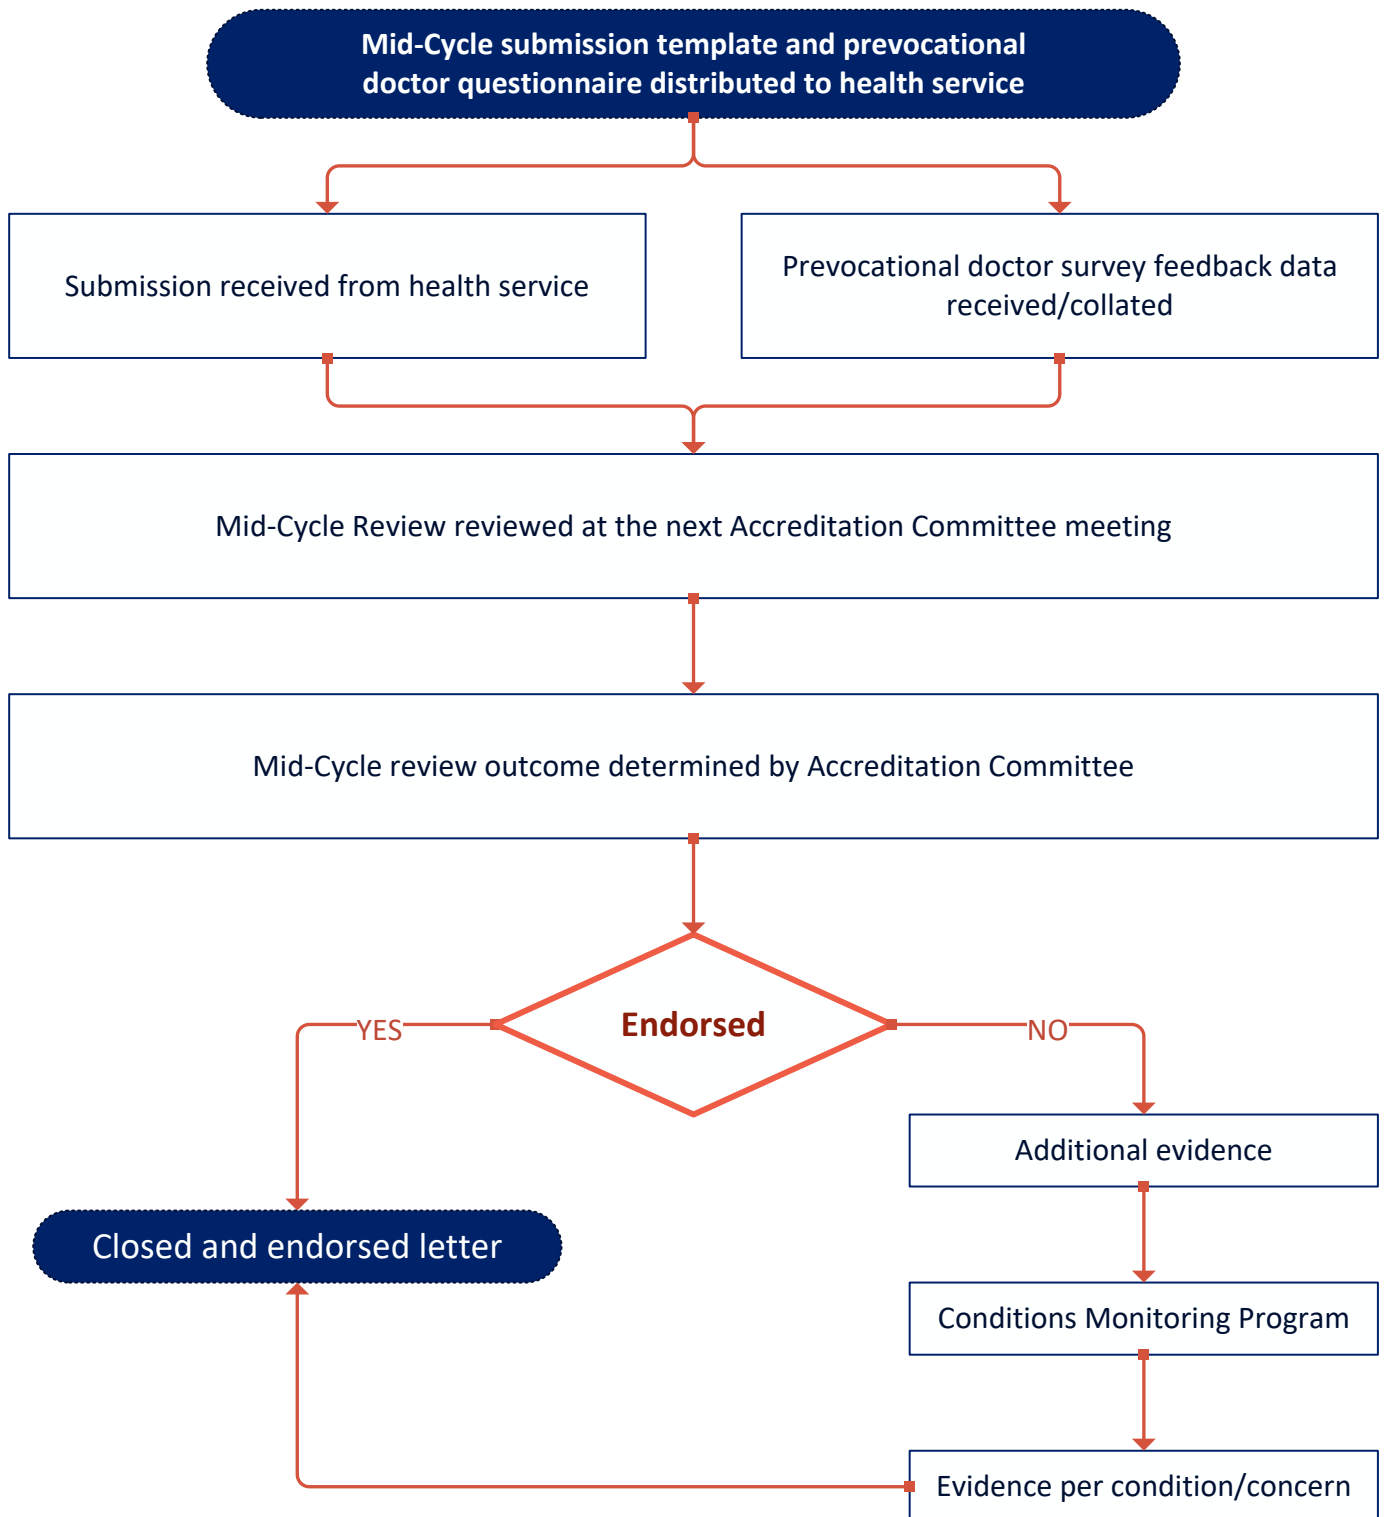 Mid-Cycle submission template and prevocational
doctor questionnaire distributed to health service
Submission received from health service
Prevocational doctor survey feedback data
received/collated
Mid-Cycle Review reviewed at the next Accreditation Committee meeting
Mid-Cycle review outcome determined by Accreditation Committee
Endorsed
YES
NO
Additional evidence
Closed and endorsed letter
Conditions Monitoring Program
Evidence per condition/concern